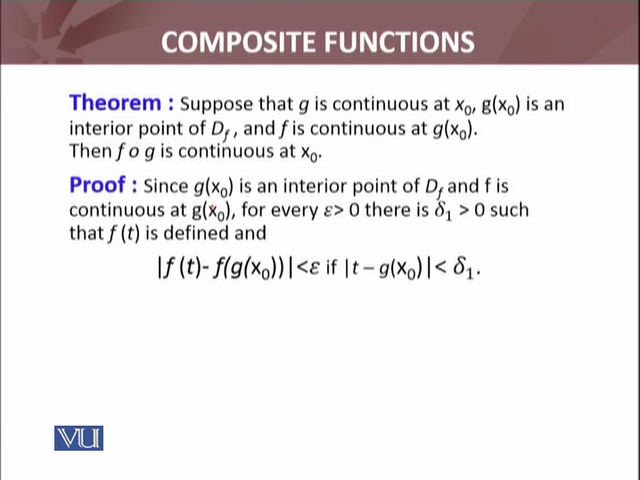 COMPOSITE FUNCTIONS
Theorem : Suppose that g is continuous at x₀, g(x₀) is an
interior point of D_f , and f is continuous at g(x₀).
Then f o g is continuous at x₀.
Proof : Since g(x₀) is an interior point of D_f and f is
continuous at g(x₀), for every ε> 0 there is δ₁ > 0 such
that f (t) is defined and
|f (t)- f(g(x₀))|<ε if |t – g(x₀)|< δ₁.
VU